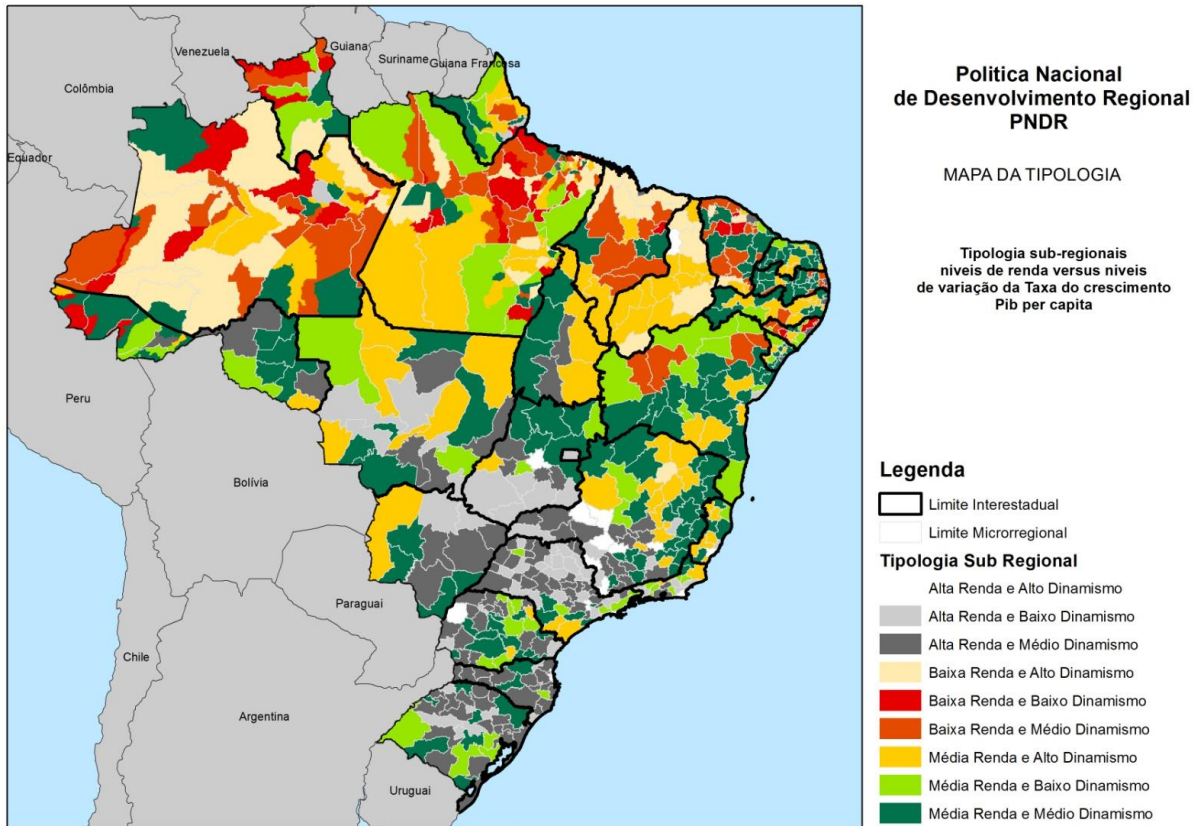 Politica Nacional
de Desenvolvimento Regional
PNDR
MAPA DA TIPOLOGIA
Tipologia sub-regionais
niveis de renda versus niveis
de variação da Taxa do crescimento
Pib per capita
Venezuela
Guiana
Suriname
Guiana Francesa
Colômbia
Ecuador
Peru
Bolívia
Paraguai
Chile
Argentina
Uruguai
Legenda
Limite Interestadual
Limite Microrregional
Tipologia Sub Regional
Alta Renda e Alto Dinamismo
Alta Renda e Baixo Dinamismo
Alta Renda e Médio Dinamismo
Baixa Renda e Alto Dinamismo
Baixa Renda e Baixo Dinamismo
Baixa Renda e Médio Dinamismo
Média Renda e Alto Dinamismo
Média Renda e Baixo Dinamismo
Média Renda e Médio Dinamismo